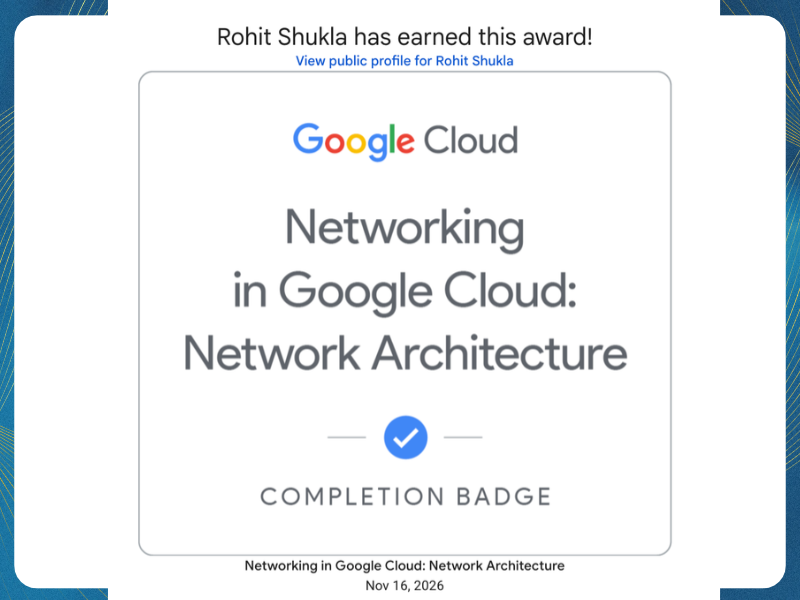 Rohit Shukla has earned this award!
View public profile for Rohit Shukla
Google Cloud
Networking
in Google Cloud:
Network Architecture
COMPLETION BADGE
Networking in Google Cloud: Network Architecture
Nov 16, 2026